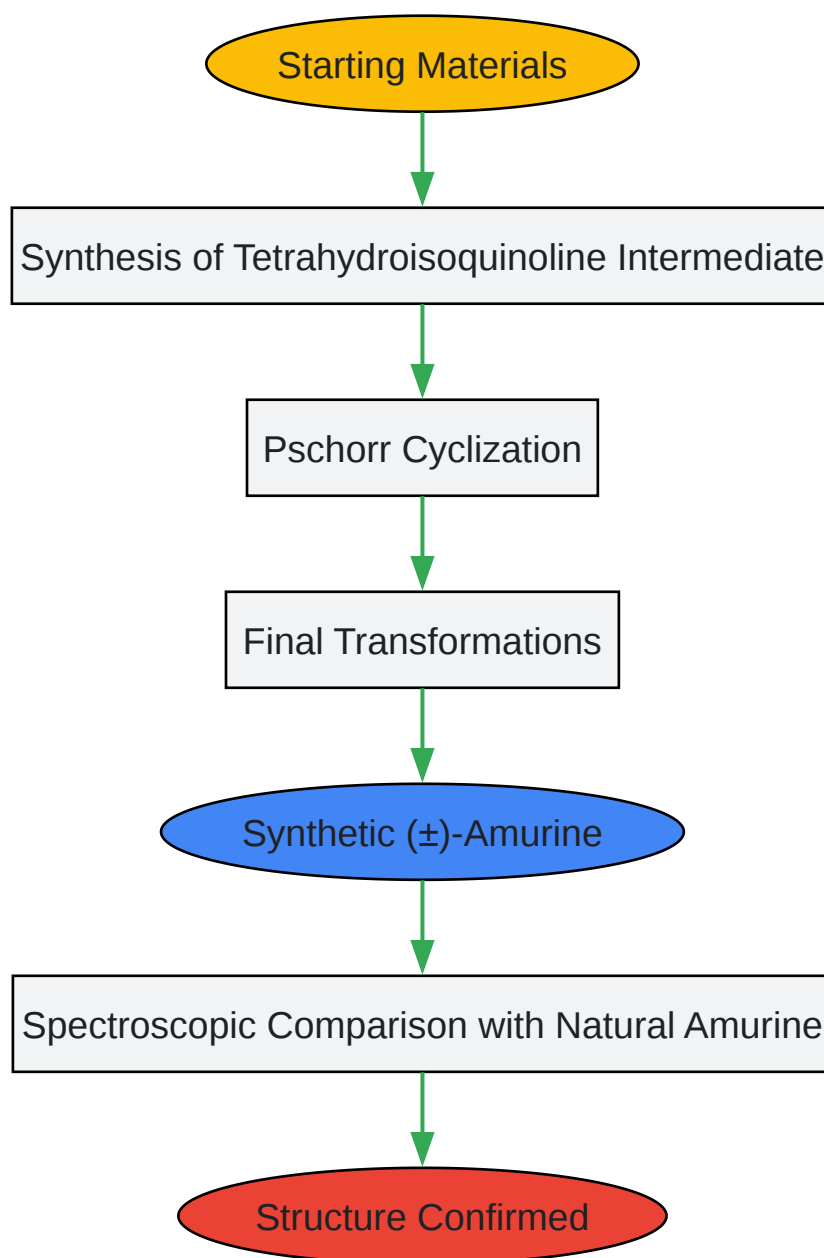 Starting Materials
Synthesis of Tetrahydroisoquinoline Intermediate
Pschorr Cyclization
Final Transformations
Synthetic (±)-Amurine
Spectroscopic Comparison with Natural Amurine
Structure Confirmed